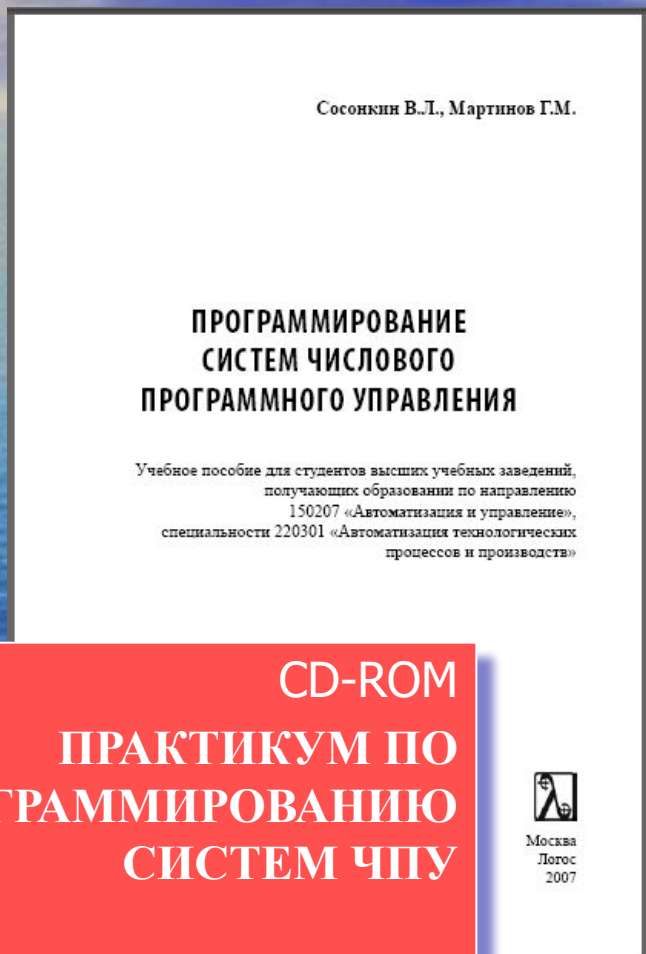 Сосонкин В.Л., Мартинов Г.М.
ПРОГРАММИРОВАНИЕ
СИСТЕМ ЧИСЛОВОГО
ПРОГРАММНОГО УПРАВЛЕНИЯ
Учебное пособие для студентов высших учебных заведений,
получающих образовании по направлению
150207 «Автоматизация и управление»,
специальности 220301 «Автоматизация технологических
процессов и производств»
CD-ROM
ПРАКТИКУМ ПО
ГРАММИРОВАНИЮ
СИСТЕМ ЧПУ
Москва
Логос
2007